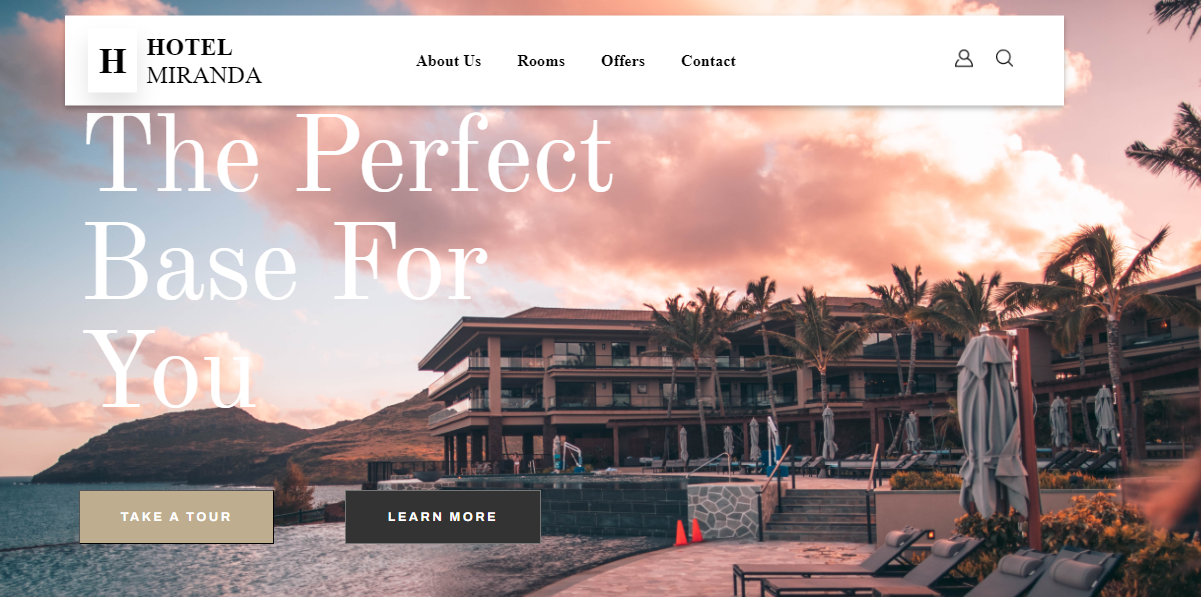 H
HOTEL
MIRANDA
About Us
Rooms
Offers
Contact
The Perfect
Base For
You
TAKE A TOUR
LEARN MORE